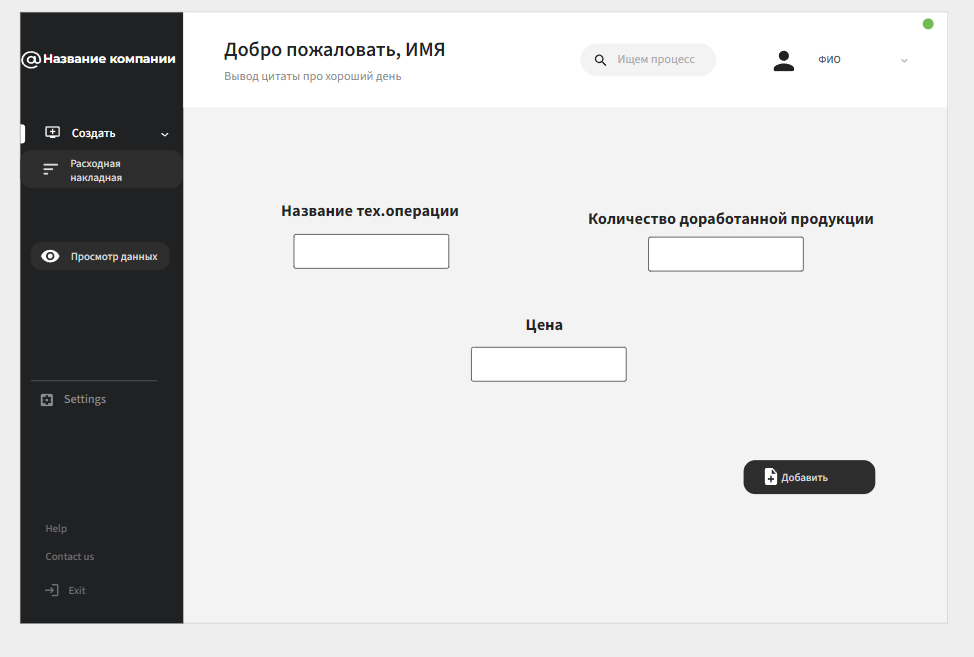 @Название компании
Добро пожаловать, ИМЯ
Вывод цитаты про хороший день
Ищем процесс
ФИО
Создать
Расходная
накладная
Просмотр данных
Settings
Help
Contact us
Exit
Название тех.операции
Количество доработанной продукции
Цена
Добавить